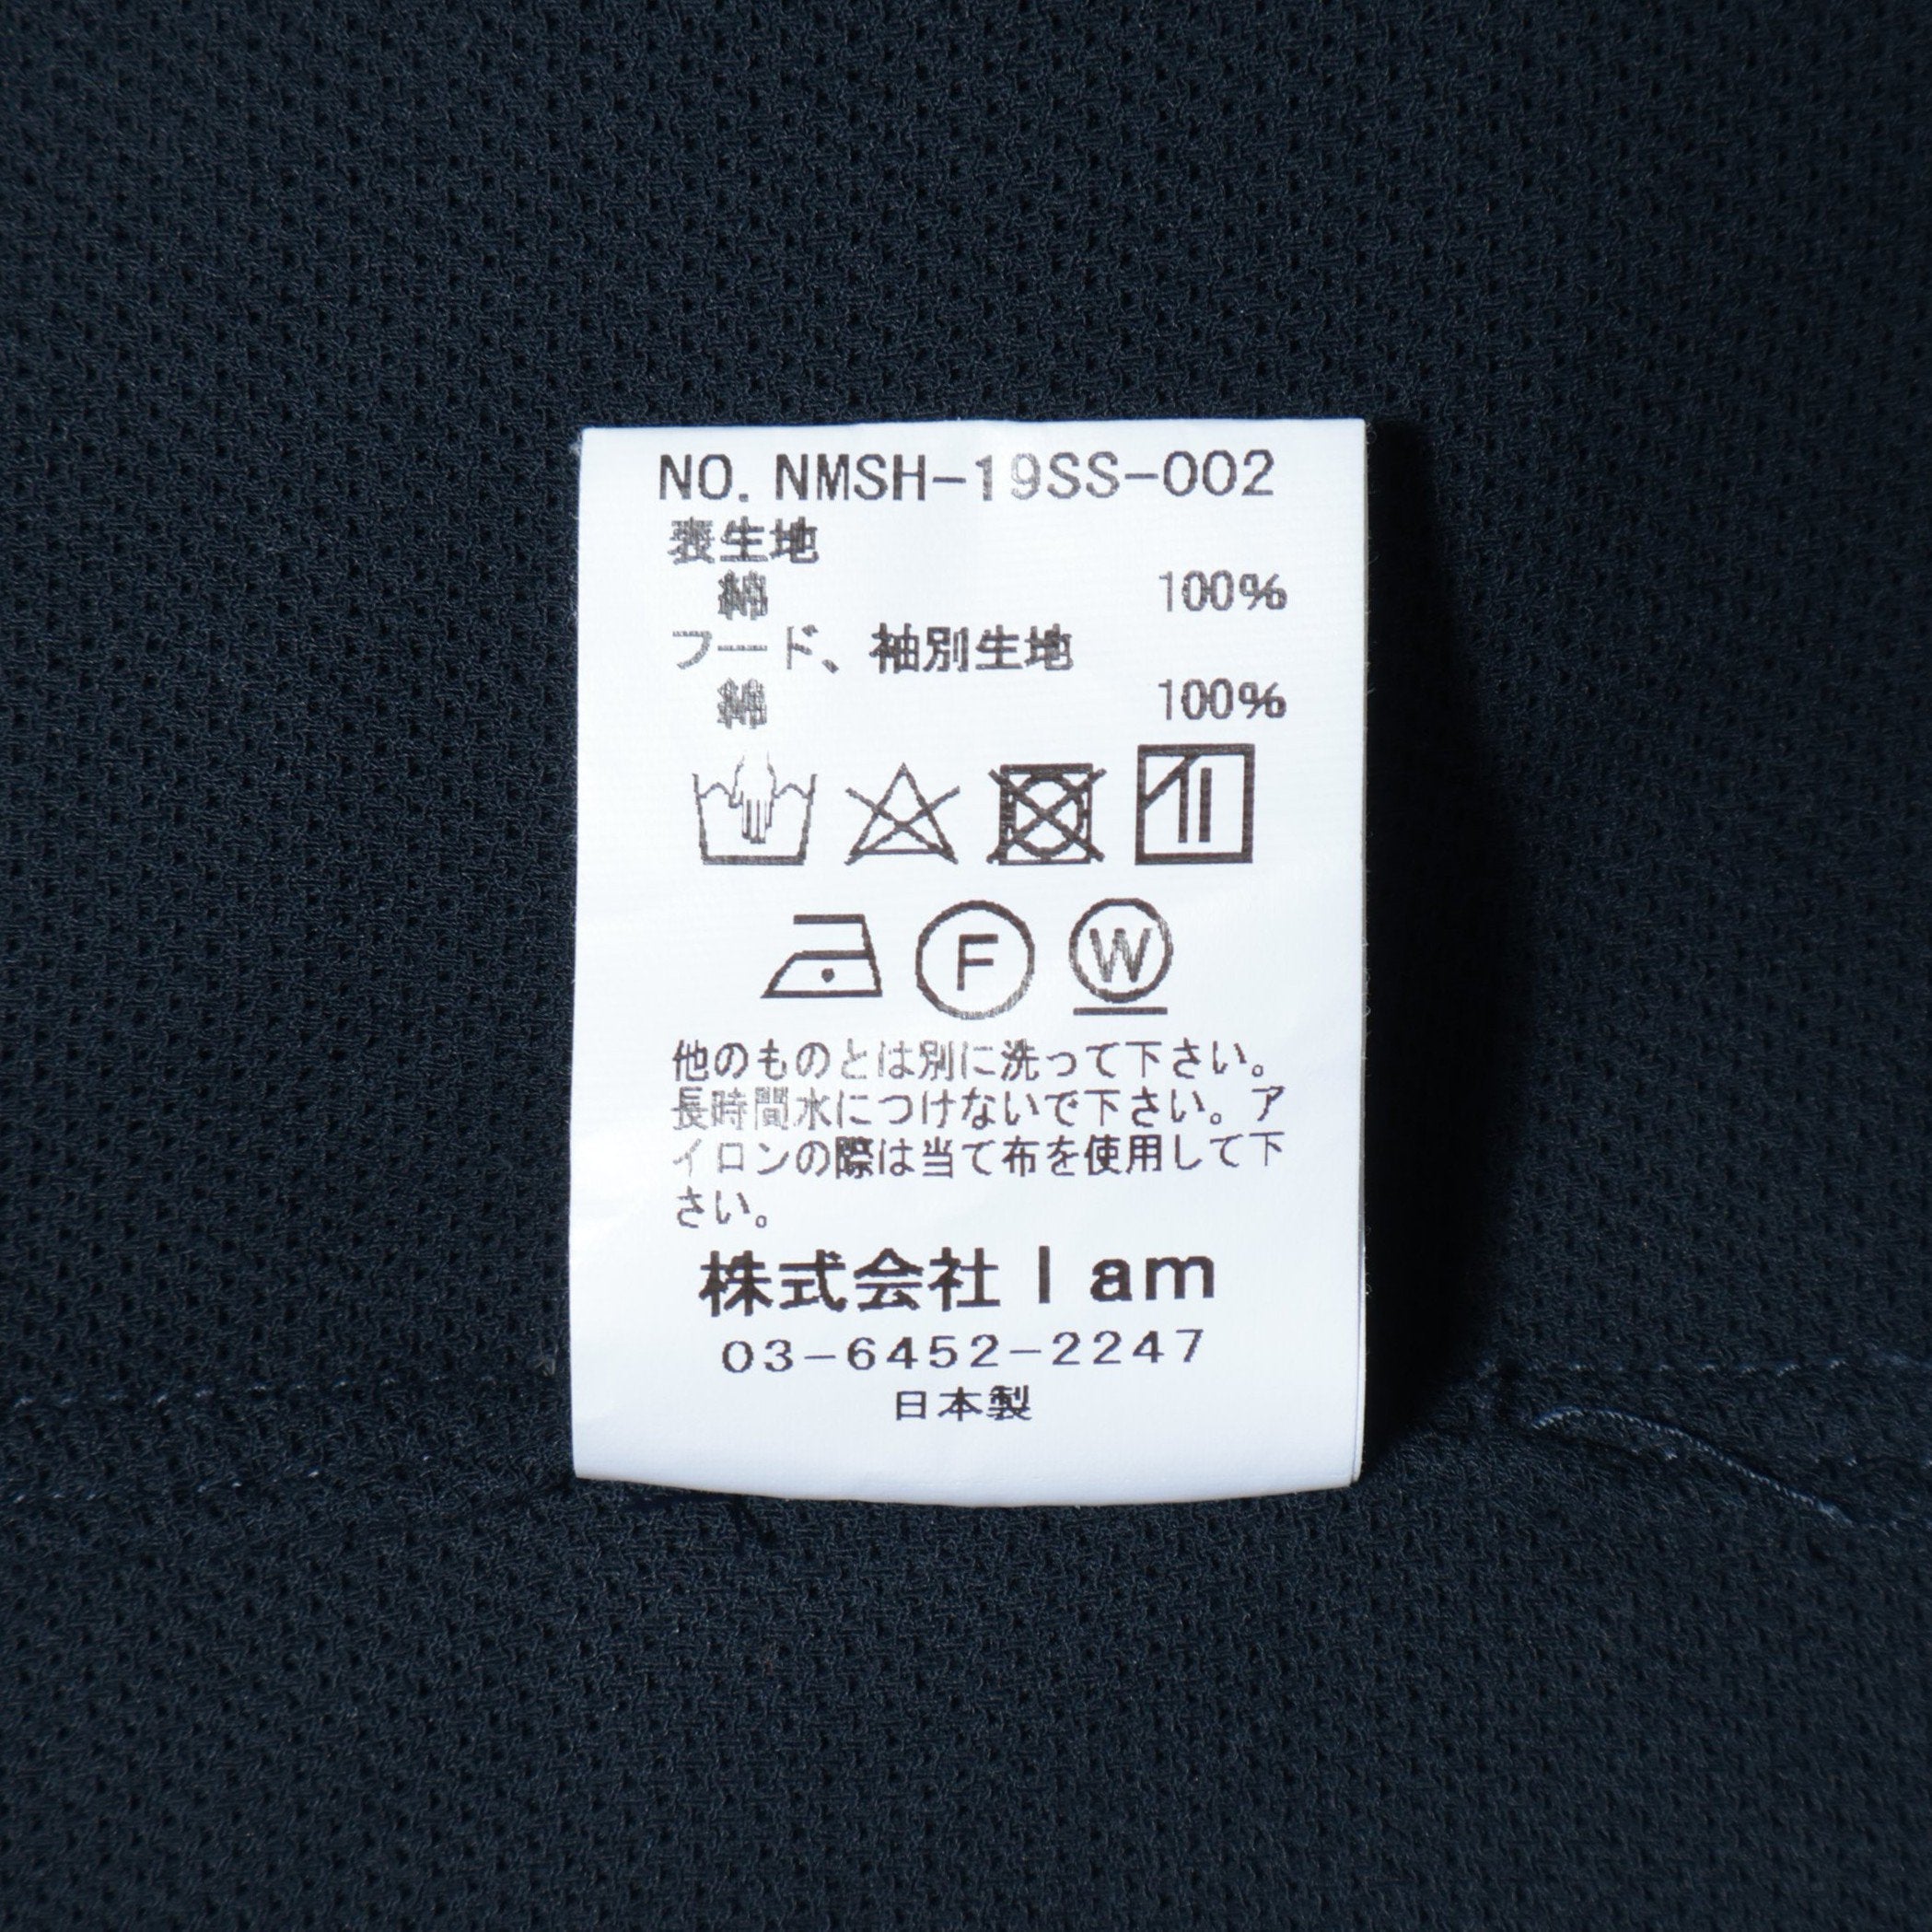 NO. NMSH-19SS-002
表生地
綿 100%
フード、袖別生地
綿 100%
F W
他のものとは別に洗って下さい。
長時間水につけないで下さい。ア
イロンの際は当て布を使用して下
さい。
株式会社 I am
03-6452-2247
日本製